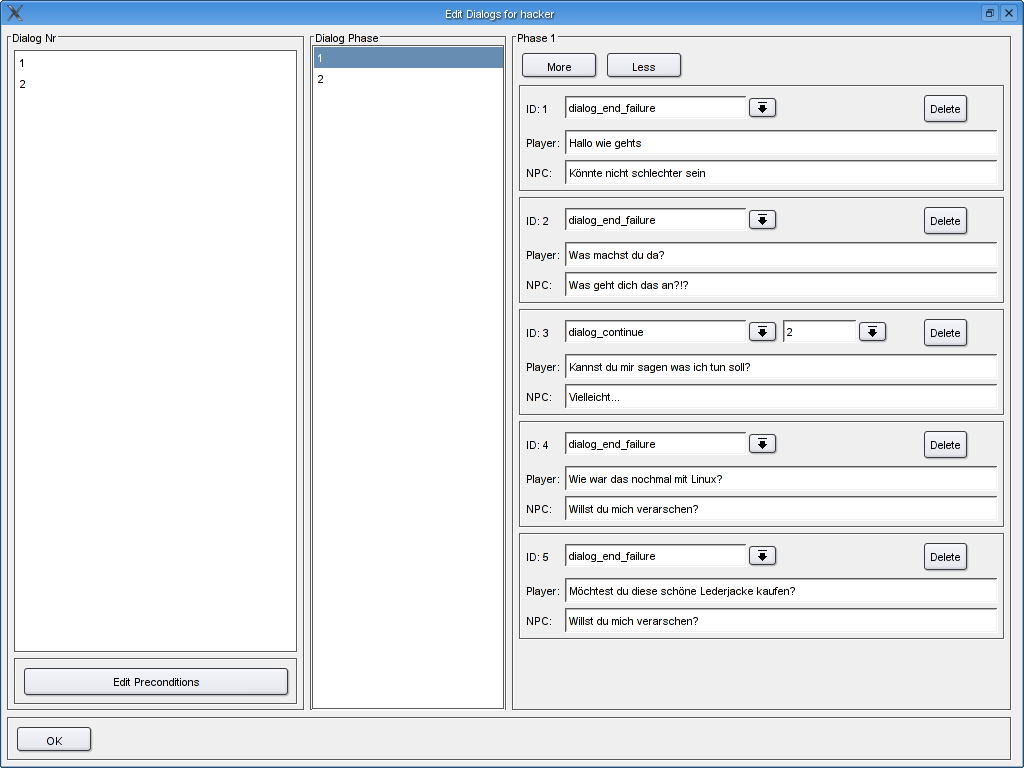 Edit Dialogs for hacker
Dialog Nr
1
2
Edit Preconditions
Dialog Phase
1
2
Phase 1
More Less
ID: 1 dialog_end_failure Delete
Player: Hallo wie gehts
NPC: Könnte nicht schlechter sein
ID: 2 dialog_end_failure Delete
Player: Was machst du da?
NPC: Was geht dich das an?!?
ID: 3 dialog_continue 2 Delete
Player: Kannst du mir sagen was ich tun soll?
NPC: Vielleicht...
ID: 4 dialog_end_failure Delete
Player: Wie war das nochmal mit Linux?
NPC: Willst du mich verarschen?
ID: 5 dialog_end_failure Delete
Player: Möchtest du diese schöne Lederjacke kaufen?
NPC: Willst du mich verarschen?
OK